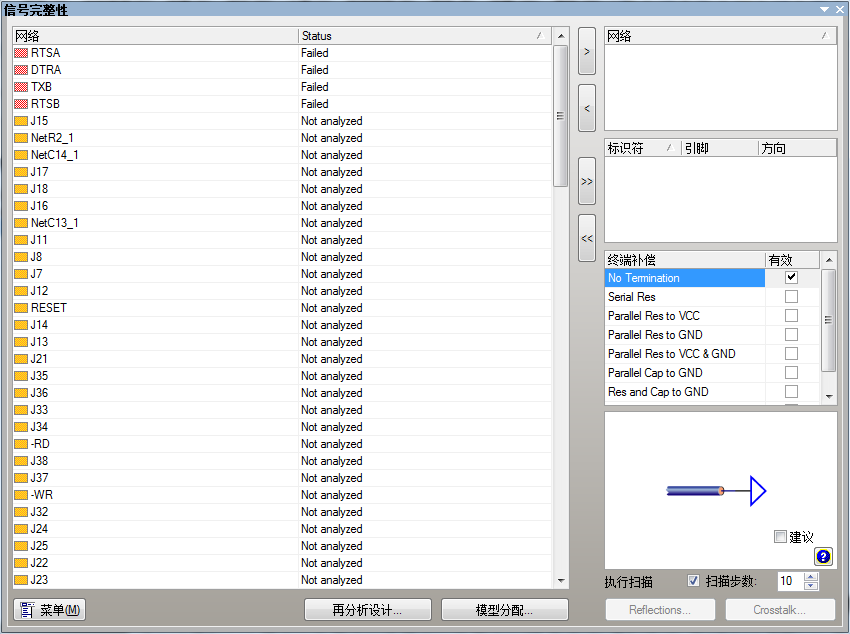 信号完整性
网络 Status
RTSA Failed
DTRA Failed
TXB Failed
RTSB Failed
J15 Not analyzed
NetR2_1 Not analyzed
NetC14_1 Not analyzed
J17 Not analyzed
J18 Not analyzed
J16 Not analyzed
NetC13_1 Not analyzed
J11 Not analyzed
J8 Not analyzed
J7 Not analyzed
J12 Not analyzed
RESET Not analyzed
J14 Not analyzed
J13 Not analyzed
J21 Not analyzed
J35 Not analyzed
J36 Not analyzed
J33 Not analyzed
J34 Not analyzed
-RD Not analyzed
J38 Not analyzed
J37 Not analyzed
-WR Not analyzed
J32 Not analyzed
J24 Not analyzed
J25 Not analyzed
J22 Not analyzed
J23 Not analyzed
菜单(M)
再分析设计...
模型分配...
>
<
>>
<<
网络
标识符 引脚 方向
终端补偿 有效
No Termination
Serial Res
Parallel Res to VCC
Parallel Res to GND
Parallel Res to VCC & GND
Parallel Cap to GND
Res and Cap to GND
建议
?
执行扫描 扫描步数: 10
Reflections... Crosstalk...